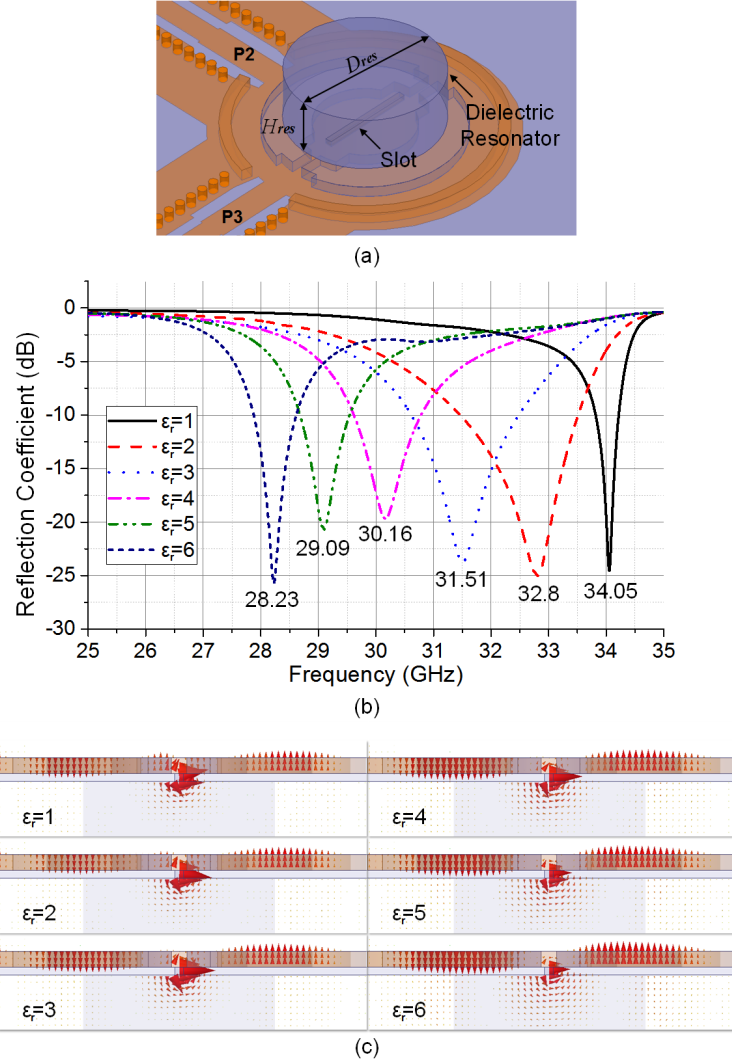 P2
Dres
Hres
Dielectric
Resonator
Slot
P3
(a)
Reflection Coefficient (dB)
0
-5
-10
-15
-20
-25
-30
εr=1
εr=2
εr=3
εr=4
εr=5
εr=6
28.23
29.09
30.16
31.51
32.8
34.05
25 26 27 28 29 30 31 32 33 34 35
Frequency (GHz)
(b)
εr=1
εr=4
εr=2
εr=5
εr=3
εr=6
(c)